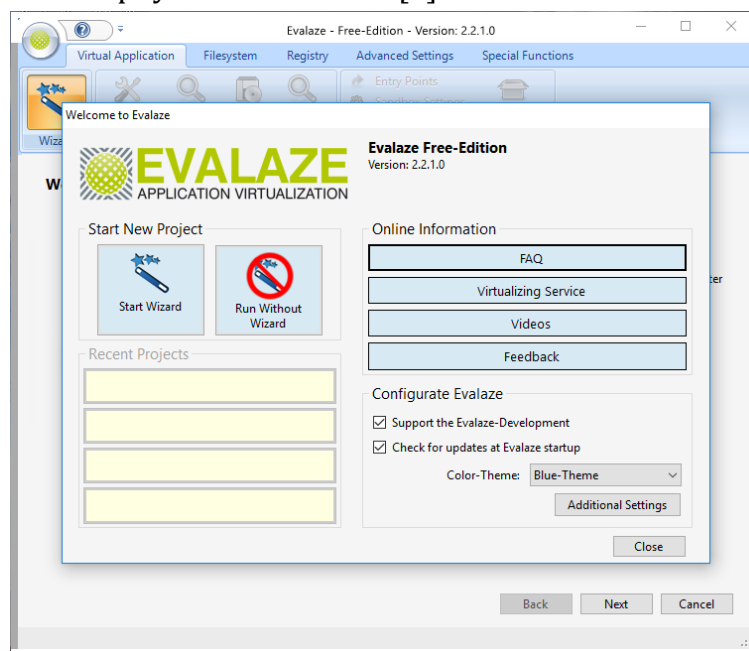 Evalaze - Free-Edition - Version: 2.2.1.0
Virtual Application Filesystem Registry Advanced Settings Special Functions
Entry Points
Welcome to Evalaze
EVALAZE
APPLICATION VIRTUALIZATION
Evalaze Free-Edition
Version: 2.2.1.0
Start New Project
Start Wizard
Run Without
Wizard
Recent Projects
Online Information
FAQ
Virtualizing Service
Videos
Feedback
Configurate Evalaze
Support the Evalaze-Development
Check for updates at Evalaze startup
Color-Theme: Blue-Theme
Additional Settings
Close
Back Next Cancel